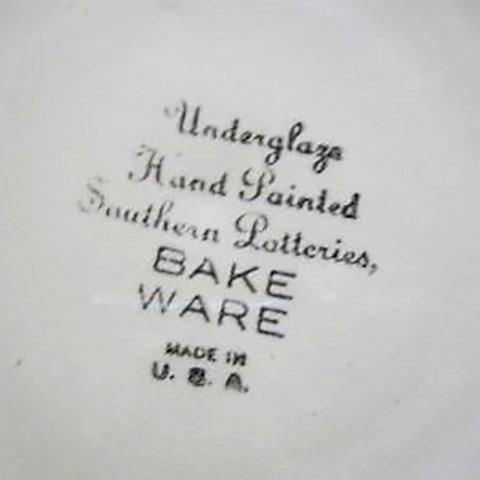 Underglaze
Hand Painted
Southern Potteries,
BAKE
WARE
MADE IN
U. S. A.